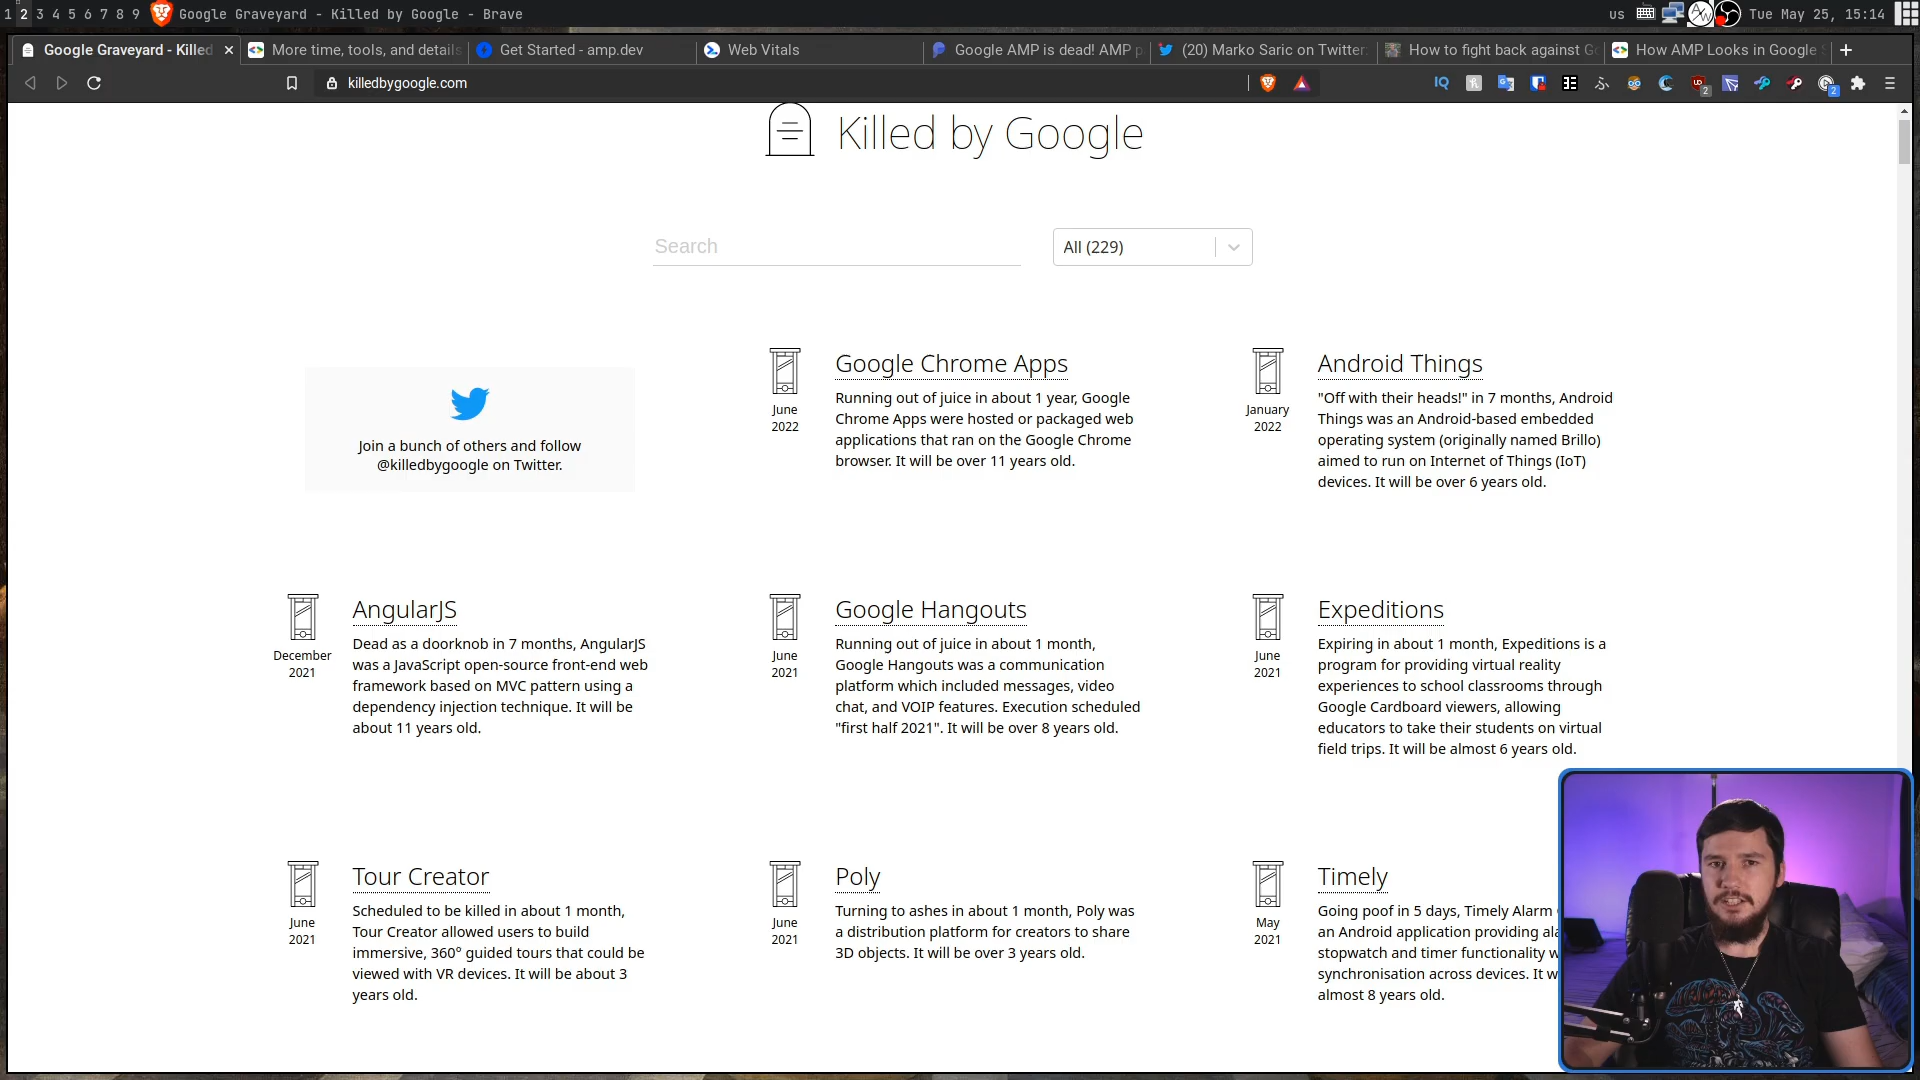 1 2 3 4 5 6 7 8 9 Google Graveyard - Killed by Google - Brave
us Tue May 25, 15:14
Google Graveyard - Killed
More time, tools, and details
Get Started - amp.dev
Web Vitals
Google AMP is dead! AMP p
(20) Marko Saric on Twitter:
How to fight back against Go
How AMP Looks in Google S
killedbygoogle.com
IQ
2
2
Killed by Google
Search
All (229)
Join a bunch of others and follow
@killedbygoogle on Twitter.
June
2022
Google Chrome Apps
Running out of juice in about 1 year, Google
Chrome Apps were hosted or packaged web
applications that ran on the Google Chrome
browser. It will be over 11 years old.
January
2022
Android Things
"Off with their heads!" in 7 months, Android
Things was an Android-based embedded
operating system (originally named Brillo)
aimed to run on Internet of Things (IoT)
devices. It will be over 6 years old.
December
2021
AngularJS
Dead as a doorknob in 7 months, AngularJS
was a JavaScript open-source front-end web
framework based on MVC pattern using a
dependency injection technique. It will be
about 11 years old.
June
2021
Google Hangouts
Running out of juice in about 1 month,
Google Hangouts was a communication
platform which included messages, video
chat, and VOIP features. Execution scheduled
"first half 2021". It will be over 8 years old.
June
2021
Expeditions
Expiring in about 1 month, Expeditions is a
program for providing virtual reality
experiences to school classrooms through
Google Cardboard viewers, allowing
educators to take their students on virtual
field trips. It will be almost 6 years old.
June
2021
Tour Creator
Scheduled to be killed in about 1 month,
Tour Creator allowed users to build
immersive, 360° guided tours that could be
viewed with VR devices. It will be about 3
years old.
June
2021
Poly
Turning to ashes in about 1 month, Poly was
a distribution platform for creators to share
3D objects. It will be over 3 years old.
May
2021
Timely
Going poof in 5 days, Timely Alarm
an Android application providing ala
stopwatch and timer functionality w
synchronisation across devices. It w
almost 8 years old.